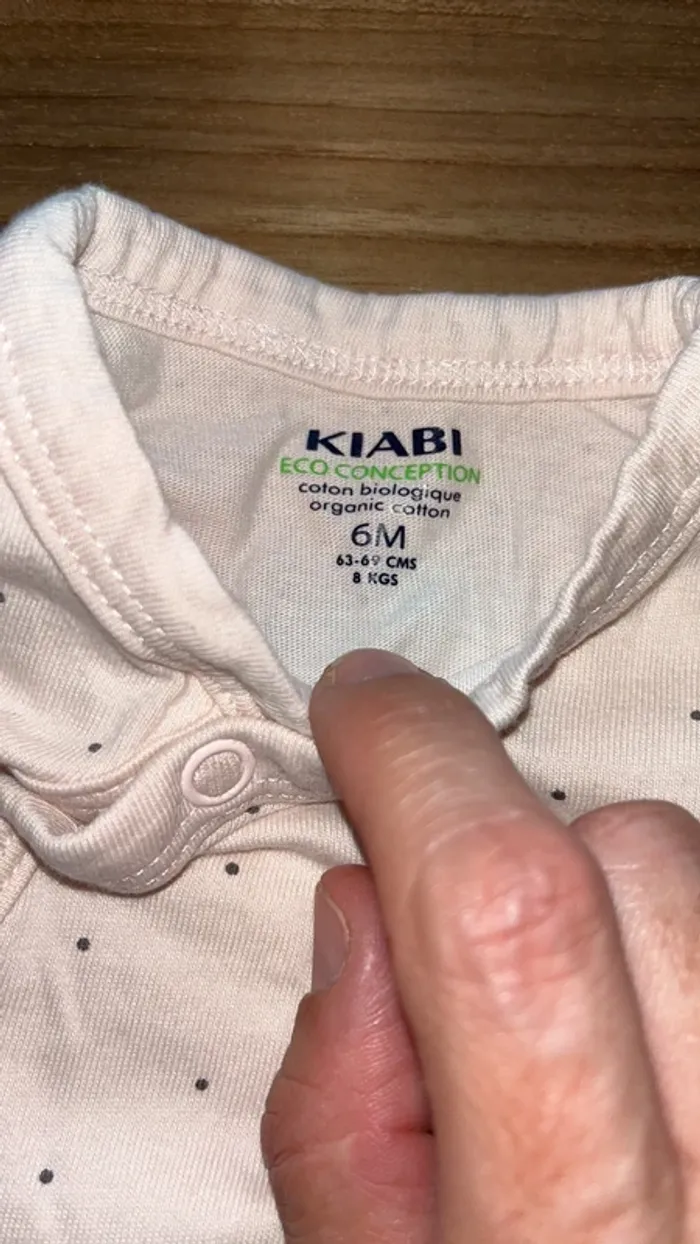 KIABI
ECO CONCEPTION
coton biologique
organic cotton
6M
63-69 CMS
8 KGS